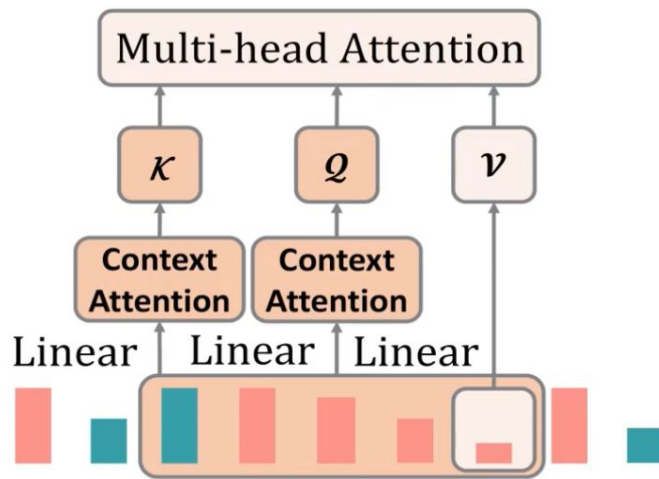 Multi-head Attention
𝒦 𝒬 𝒱
Context Attention Context Attention
Linear Linear Linear